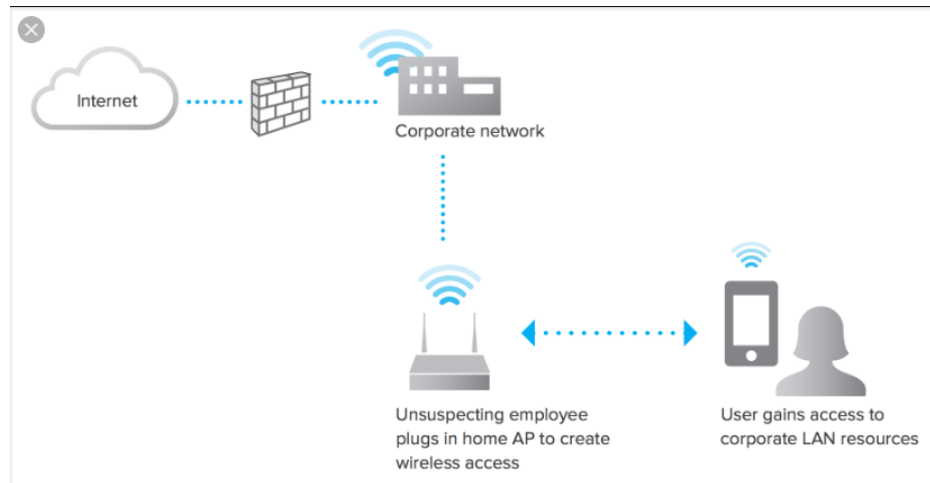 Internet
Corporate network
Unsuspecting employee
plugs in home AP to create
wireless access
User gains access to
corporate LAN resources